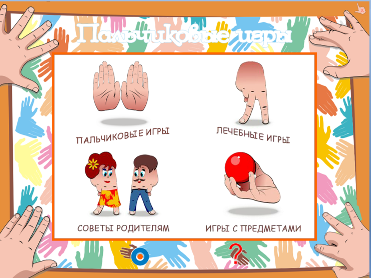 Пальчиковые игры
ПАЛЬЧИКОВЫЕ ИГРЫ
ЛЕЧЕБНЫЕ ИГРЫ
СОВЕТЫ РОДИТЕЛЯМ
ИГРЫ С ПРЕДМЕТАМИ